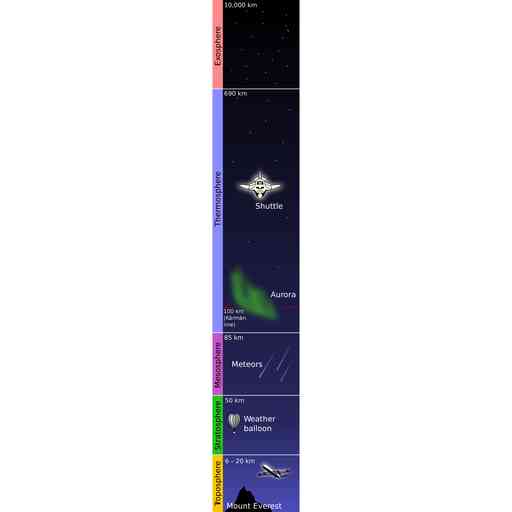 10,000 km
Exosphere
690 km
Thermosphere
Shuttle
Aurora
100 km
(Kármán
line)
85 km
Mesosphere
Meteors
50 km
Stratosphere
Weather
balloon
6 – 20 km
Troposphere
Mount Everest